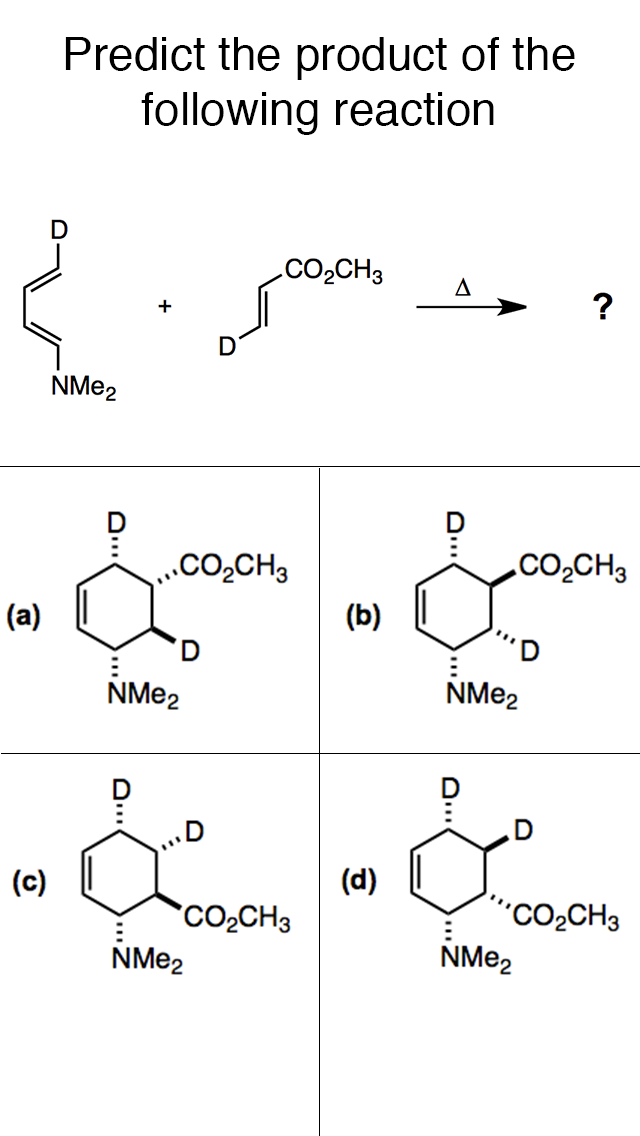 Predict the product of the
following reaction
D
CO₂CH₃
Δ
+
?
D
NMe₂
D
CO₂CH₃
(a)
D
NMe₂
D
CO₂CH₃
(b)
D
NMe₂
D
D
(c)
CO₂CH₃
NMe₂
D
D
(d)
CO₂CH₃
NMe₂